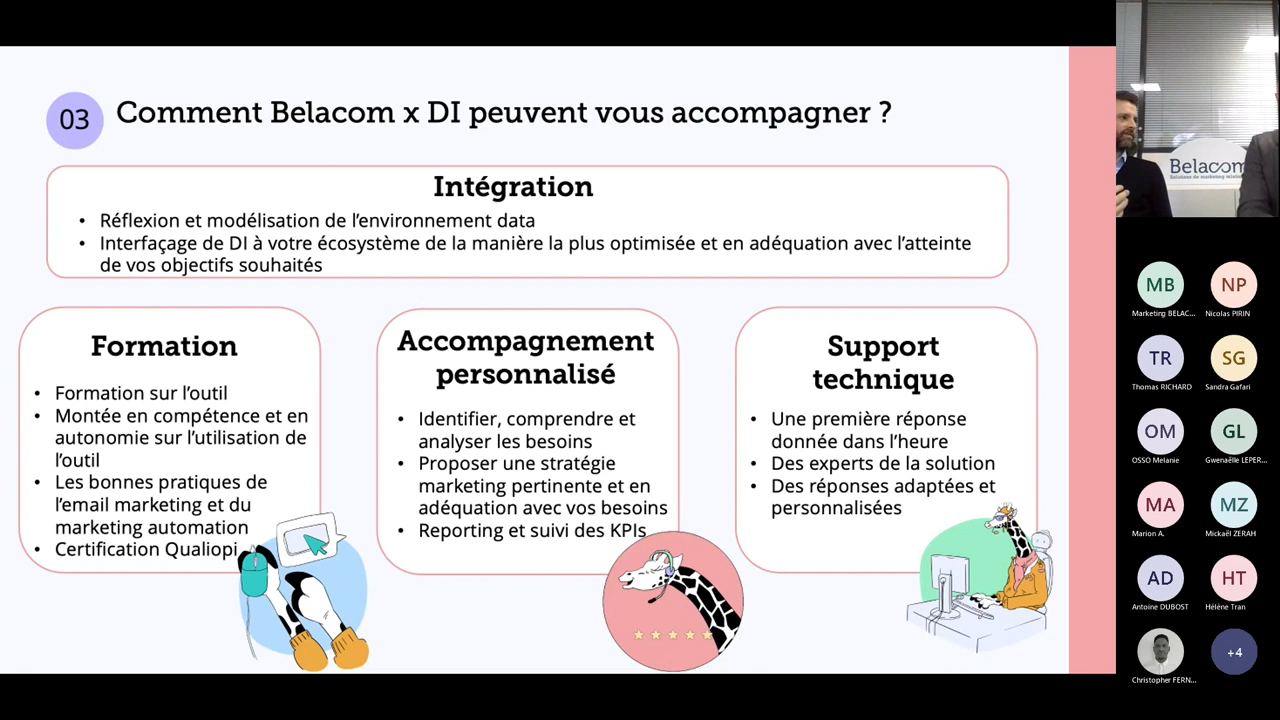 03
Comment Belacom x DI peuvent vous accompagner ?
Intégration
• Réflexion et modélisation de l’environnement data
• Interfaçage de DI à votre écosystème de la manière la plus optimisée et en adéquation avec l’atteinte
de vos objectifs souhaités
Formation
• Formation sur l’outil
• Montée en compétence et en
autonomie sur l’utilisation de
l’outil
• Les bonnes pratiques de
l’email marketing et du
marketing automation
• Certification Qualiopi
Accompagnement
personnalisé
• Identifier, comprendre et
analyser les besoins
• Proposer une stratégie
marketing pertinente et en
adéquation avec vos besoins
• Reporting et suivi des KPIs
Support
technique
• Une première réponse
donnée dans l’heure
• Des experts de la solution
• Des réponses adaptées et
personnalisées
Belacom
Solutions de marketing
MB
Marketing BELAC...
NP
Nicolas PIRIN
TR
Thomas RICHARD
SG
Sandra Gafari
OM
OSSO Melanie
GL
Gwenaëlle LEPER...
MA
Marion A.
MZ
Mickaël ZERAH
AD
Antoine DUBOST
HT
Hélène Tran
Christopher FERN...
+4